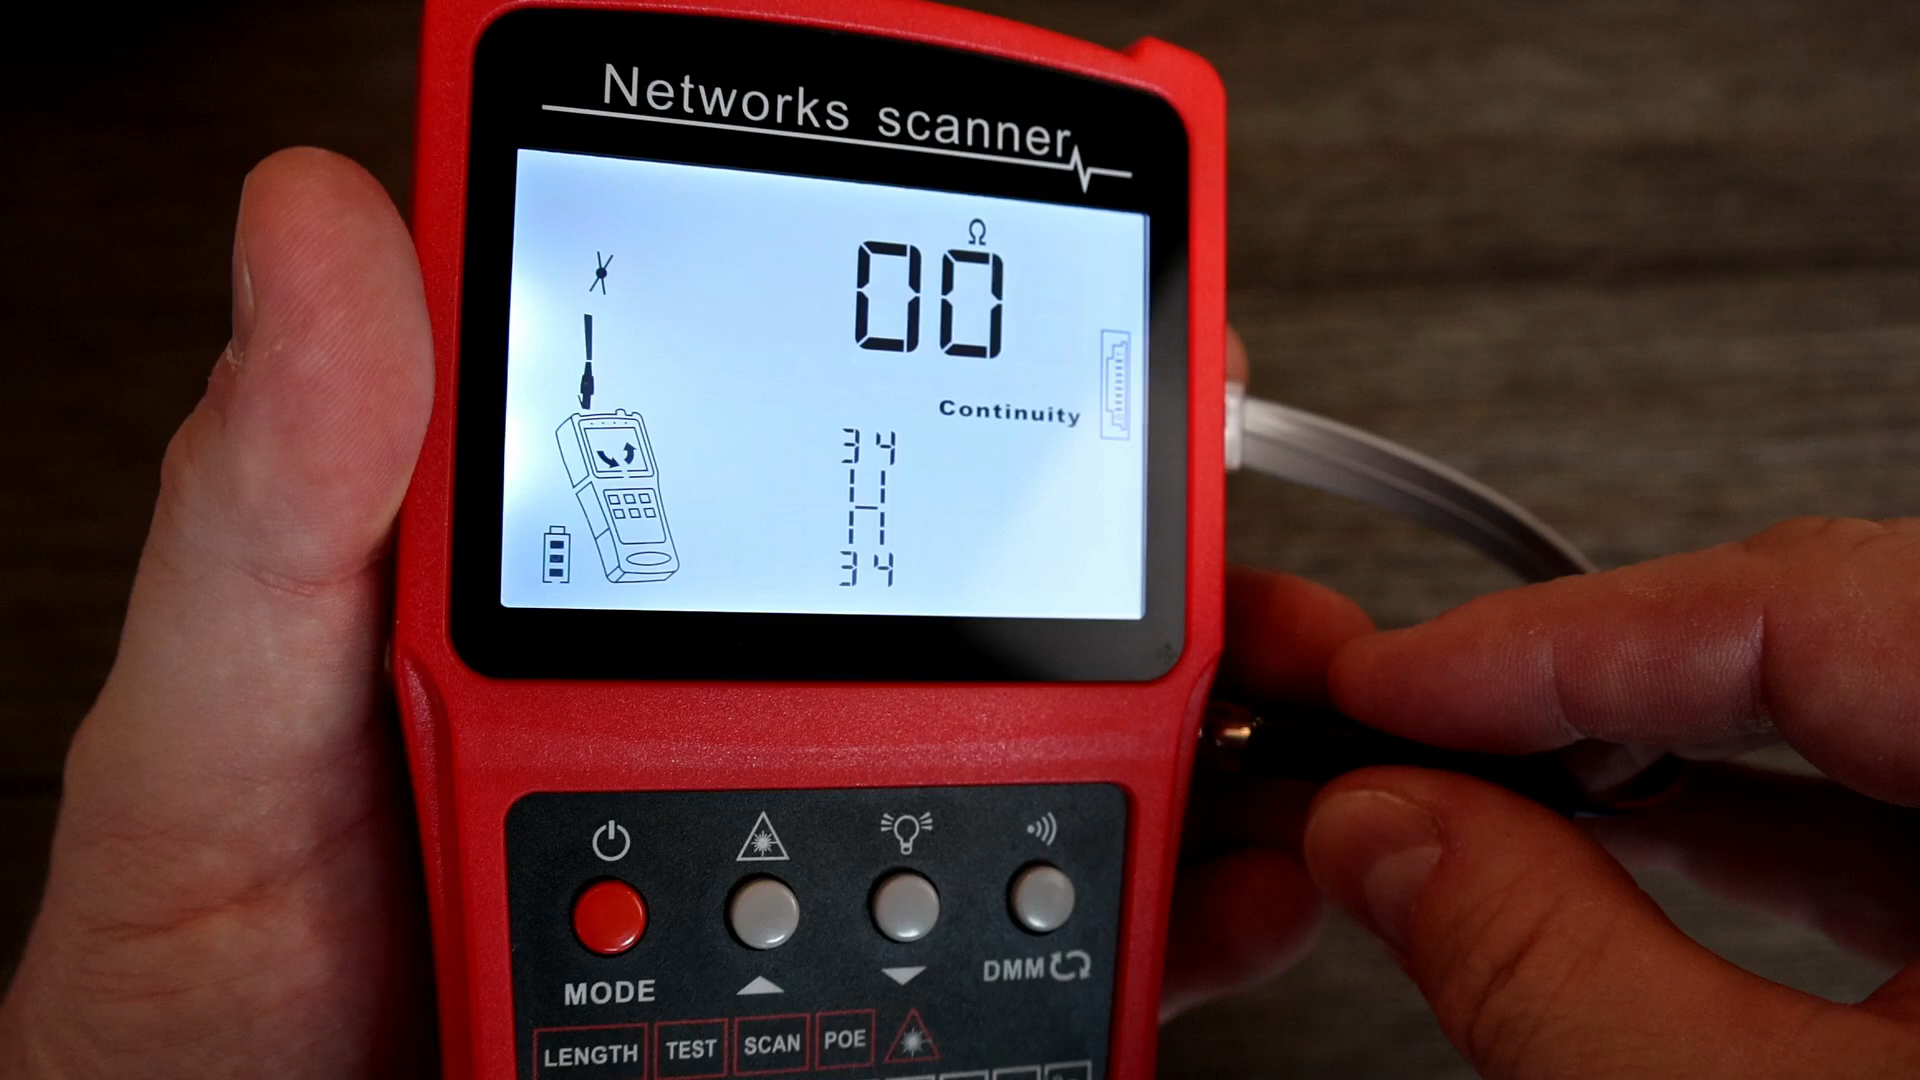 Networks scanner
Ω
00
Continuity
34
34
MODE
DMM
LENGTH TEST SCAN POE